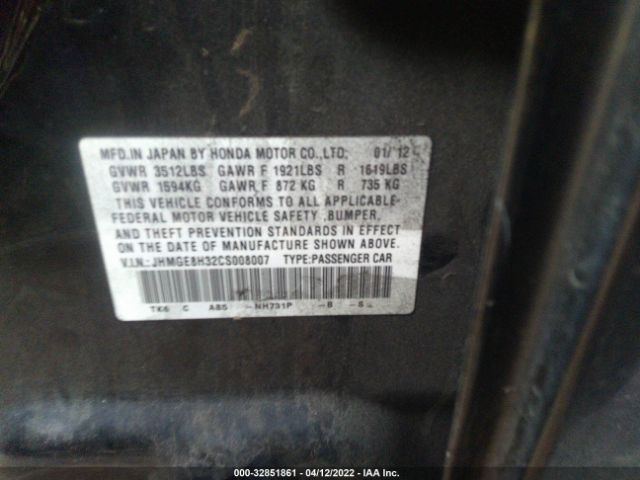 MFD.IN JAPAN BY HONDA MOTOR CO.,LTD; 01/'12
GVWR 3512LBS GAWR F 1921LBS R 1619LBS
GVWR 1594KG GAWR F 872 KG R 735 KG
THIS VEHICLE CONFORMS TO ALL APPLICABLE
FEDERAL MOTOR VEHICLE SAFETY ,BUMPER,
AND THEFT PREVENTION STANDARDS IN EFFECT
ON THE DATE OF MANUFACTURE SHOWN ABOVE.
V.I.N.: JHMGE8H32CS008007 TYPE:PASSENGER CAR
TK6 C A85 -NH731P -B -S
000-32851861 - 04/12/2022 - IAA Inc.